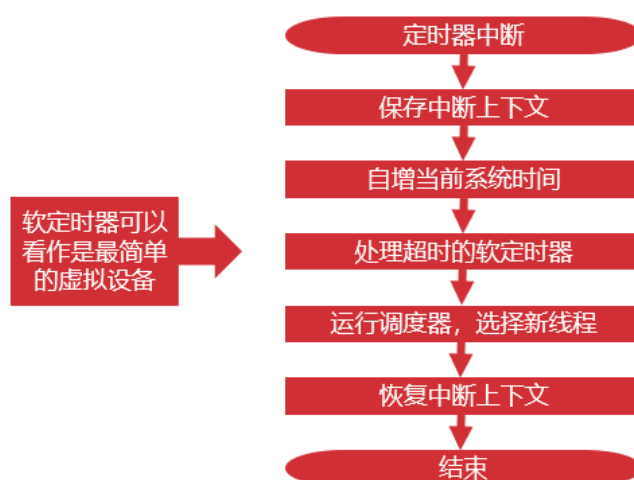 定时器中断
保存中断上下文
自增当前系统时间
软定时器可以
看作是最简单
的虚拟设备
处理超时的软定时器
运行调度器，选择新线程
恢复中断上下文
结束